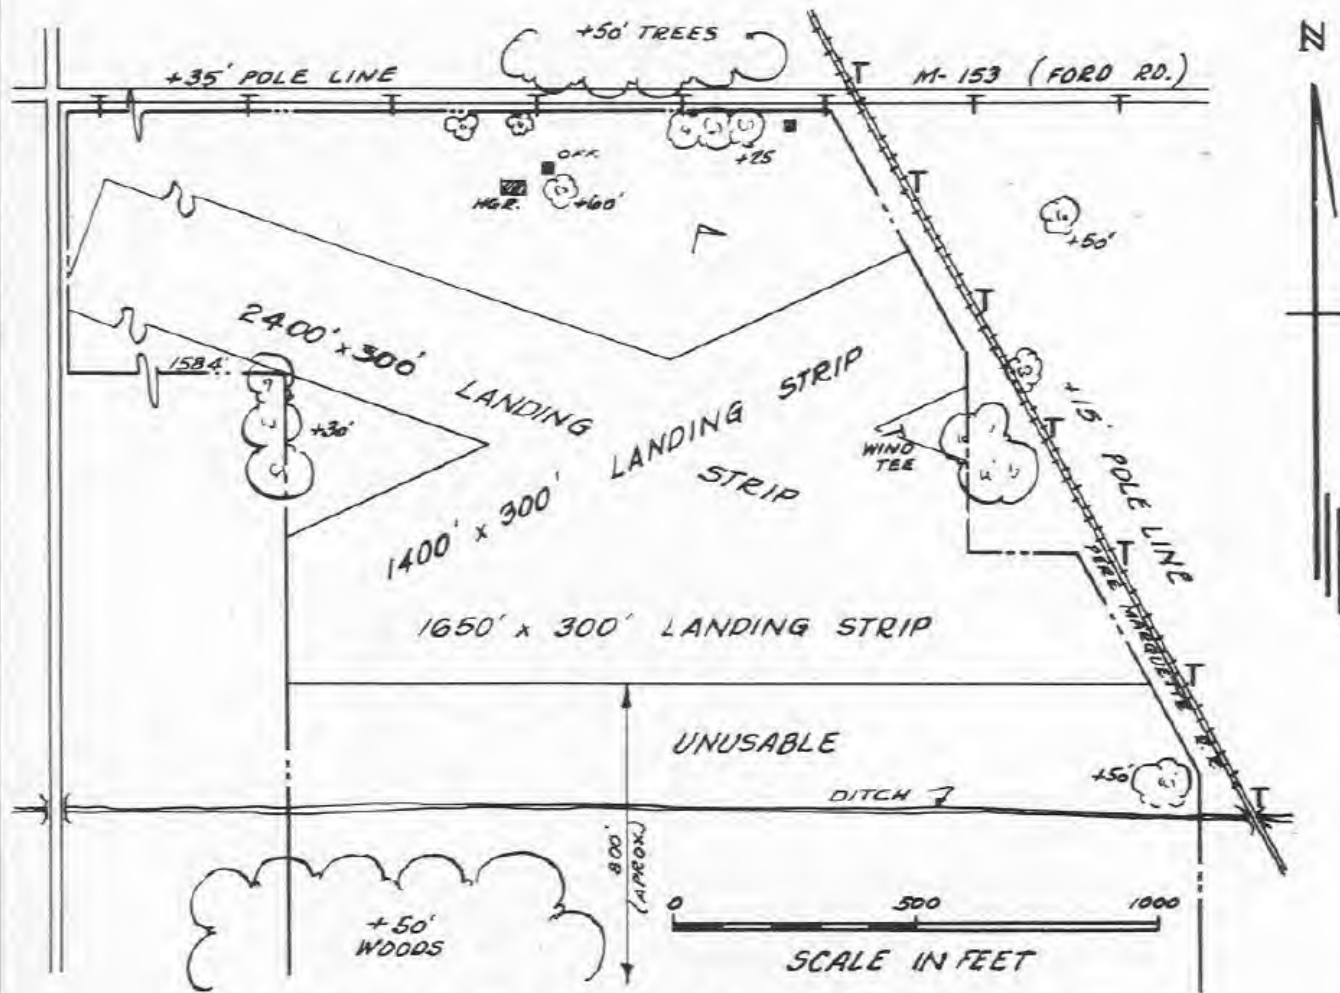 +50' TREES
N
+35' POLE LINE
M-153 (FORD RD.)
+25
OFF.
HGR.
+60'
+50'
2400' x 300' LANDING STRIP
1584'
+30'
1400' x 300' LANDING STRIP
WIND
TEE
+15' POLE LINE
PERE MARQUETTE R.R.
1650' x 300' LANDING STRIP
UNUSABLE
+50'
DITCH
800'
(APROX.)
+50'
WOODS
0 500 1000
SCALE IN FEET